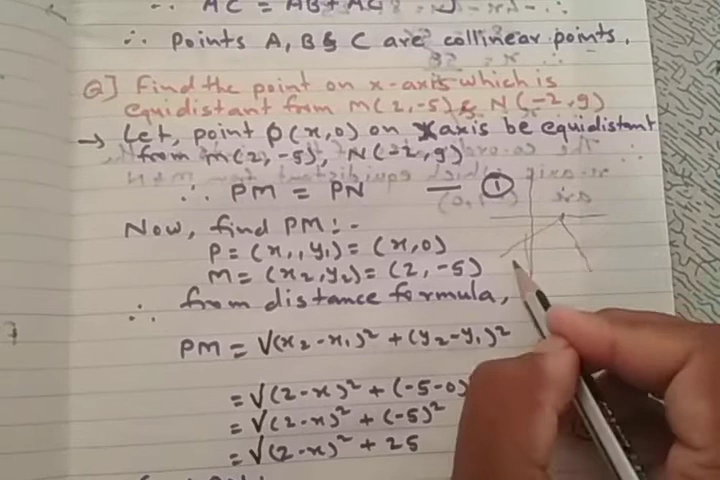 ∴ Points A, B & C are collinear points.
Q] Find the point on x-axis which is
equidistant from M(2,-5) & N(-2,9)
→ Let, point P(x,0) on X axis be equidistant
from M(2,-5), N(-2,9)
∴ PM = PN — ①
Now, find PM:-
P = (x₁,y₁) = (x,0)
M = (x₂,y₂) = (2,-5)
∴ from distance formula,
PM = √(x₂-x₁)² + (y₂-y₁)²
= √(2-x)² + (-5-0)
= √(2-x)² + (-5)²
= √(2-x)² + 25